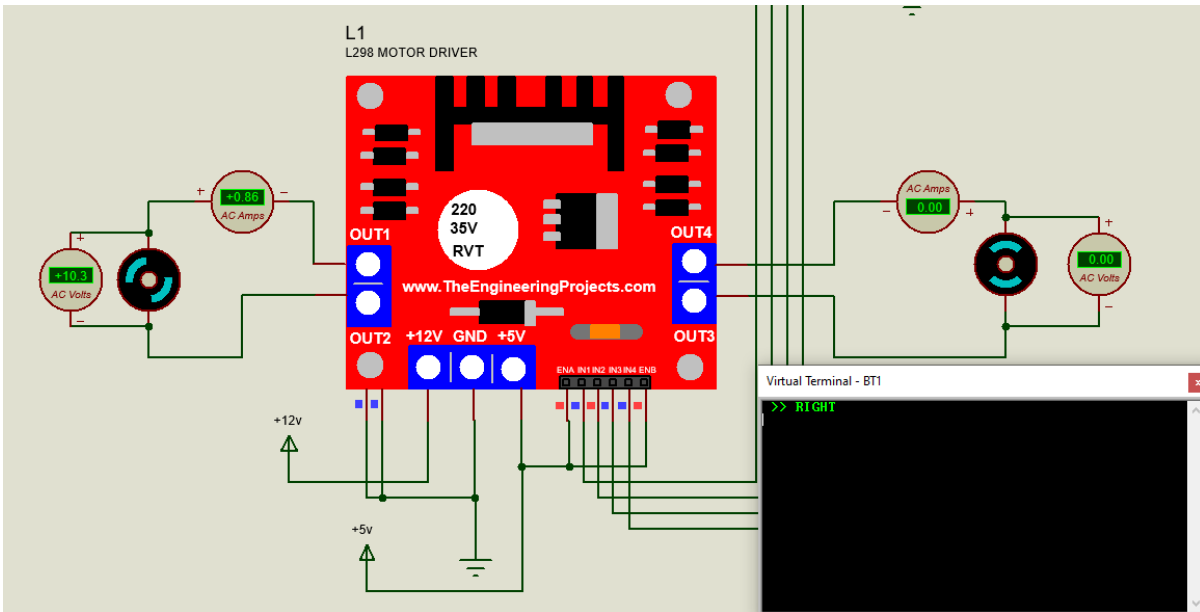 L1
L298 MOTOR DRIVER
220
35V
RVT
OUT1
OUT4
www.TheEngineeringProjects.com
OUT2
+12V GND +5V
OUT3
ENA IN1 IN2 IN3 IN4 ENB
+ -
+0.86
AC Amps
+
+10.3
AC Volts
-
AC Amps
- 0.00 +
+
0.00
AC Volts
-
+12v
+5v
Virtual Terminal - BT1
x
>> RIGHT